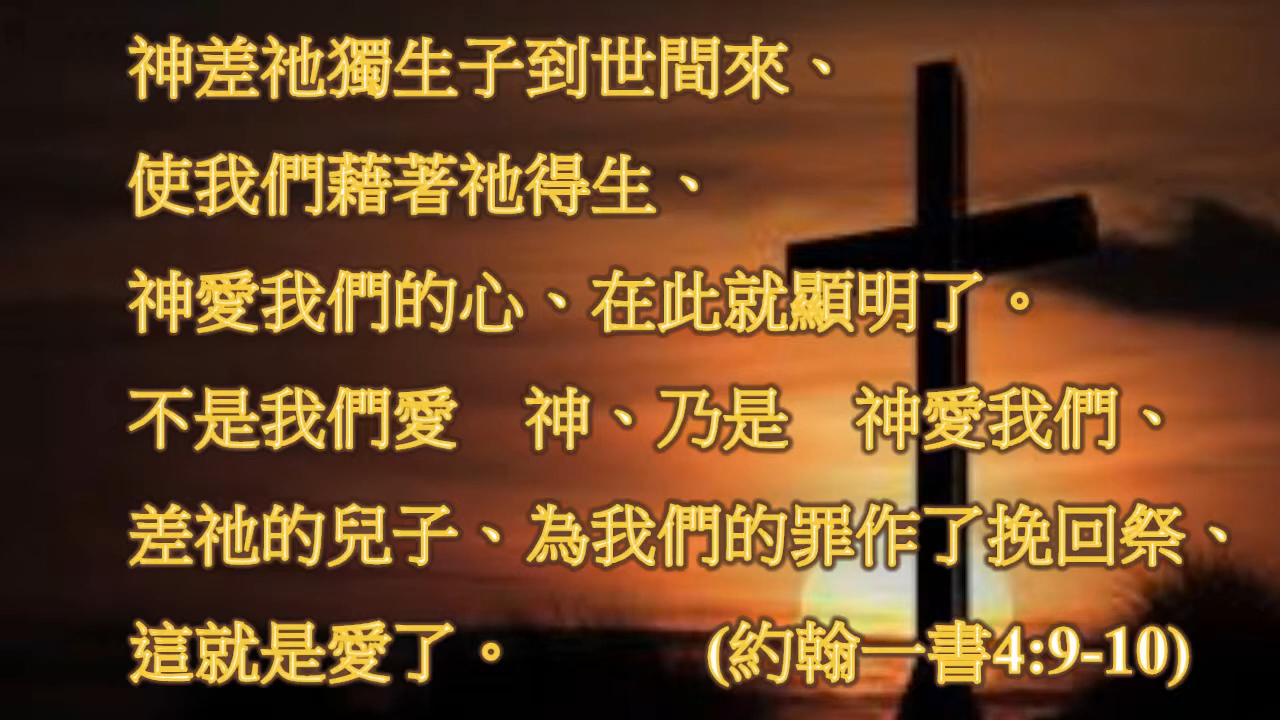 神差祂獨生子到世間來、
使我們藉著祂得生、
神愛我們的心、在此就顯明了。
不是我們愛　神、乃是　神愛我們、
差祂的兒子、為我們的罪作了挽回祭、
這就是愛了。　　　(約翰一書4:9-10)